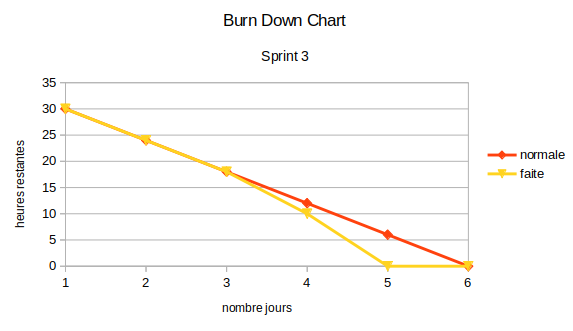 Burn Down Chart
Sprint 3
heures restantes
35
30
25
20
15
10
5
0
1 2 3 4 5 6
nombre jours
normale
faite